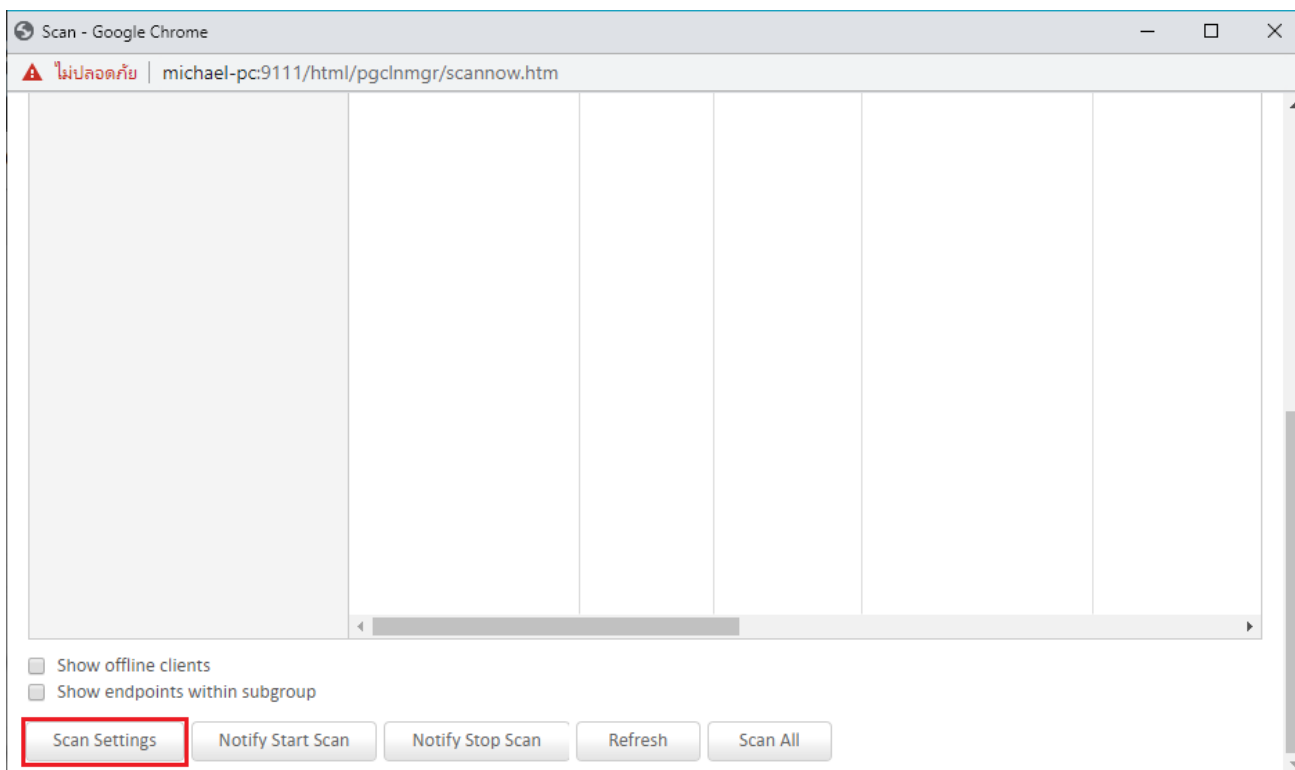 Scan - Google Chrome
ไม่ปลอดภัย | michael-pc:9111/html/pgclnmgr/scannow.htm
Show offline clients
Show endpoints within subgroup
Scan Settings Notify Start Scan Notify Stop Scan Refresh Scan All